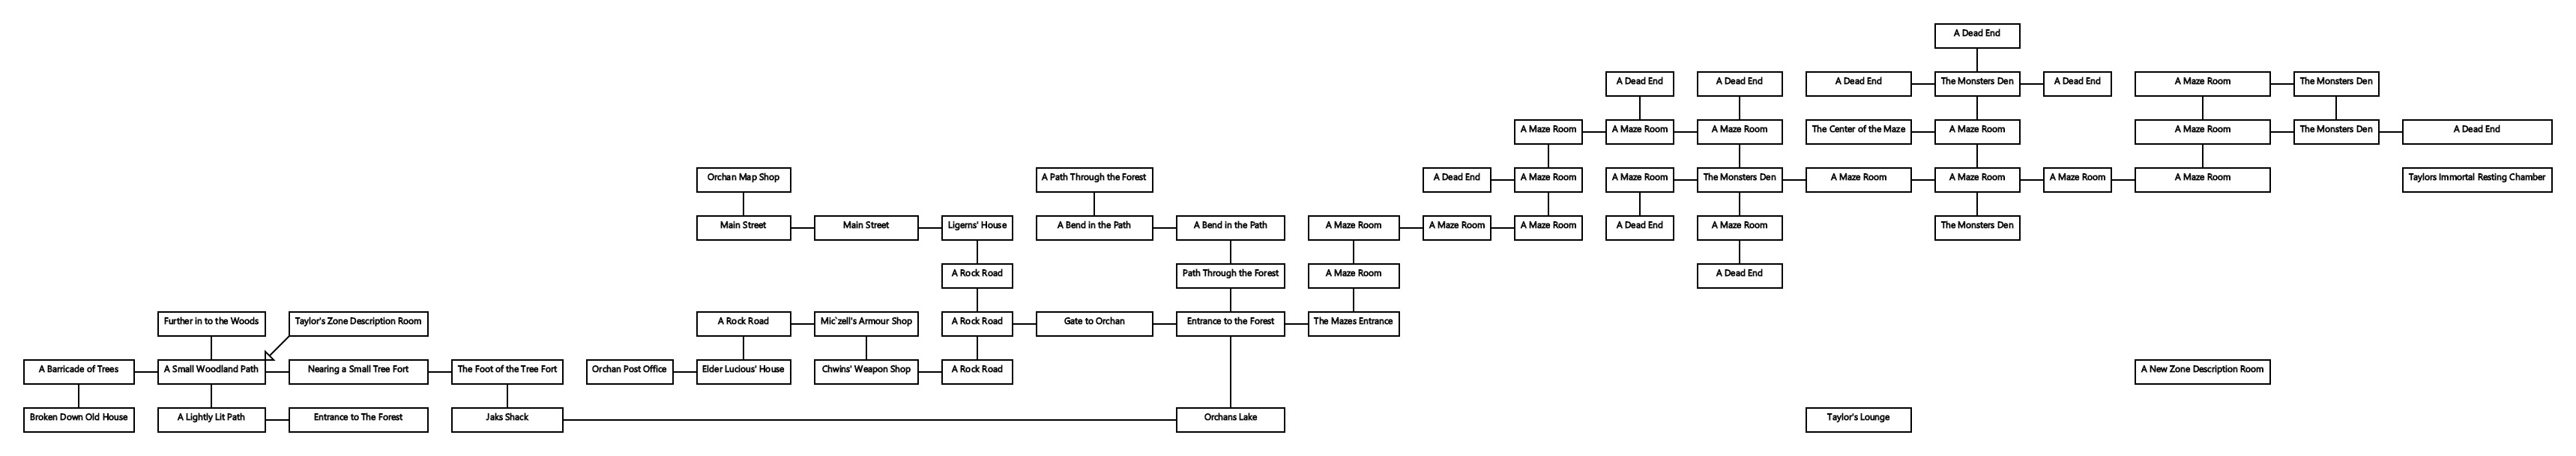 A Dead End
A Dead End
A Dead End
A Dead End
The Monsters Den
A Dead End
A Maze Room
The Monsters Den
A Maze Room
A Maze Room
A Maze Room
The Center of the Maze
A Maze Room
A Maze Room
The Monsters Den
A Dead End
Orchan Map Shop
A Path Through the Forest
A Dead End
A Maze Room
A Maze Room
The Monsters Den
A Maze Room
A Maze Room
A Maze Room
A Maze Room
Taylors Immortal Resting Chamber
Main Street
Main Street
Ligerns' House
A Bend in the Path
A Bend in the Path
A Maze Room
A Maze Room
A Maze Room
A Dead End
A Maze Room
The Monsters Den
A Rock Road
Path Through the Forest
A Maze Room
A Dead End
Further in to the Woods
Taylor's Zone Description Room
A Rock Road
Mic`zell's Armour Shop
A Rock Road
Gate to Orchan
Entrance to the Forest
The Mazes Entrance
A Barricade of Trees
A Small Woodland Path
Nearing a Small Tree Fort
The Foot of the Tree Fort
Orchan Post Office
Elder Lucious' House
Chwins' Weapon Shop
A Rock Road
A New Zone Description Room
Broken Down Old House
A Lightly Lit Path
Entrance to The Forest
Jaks Shack
Orchans Lake
Taylor's Lounge